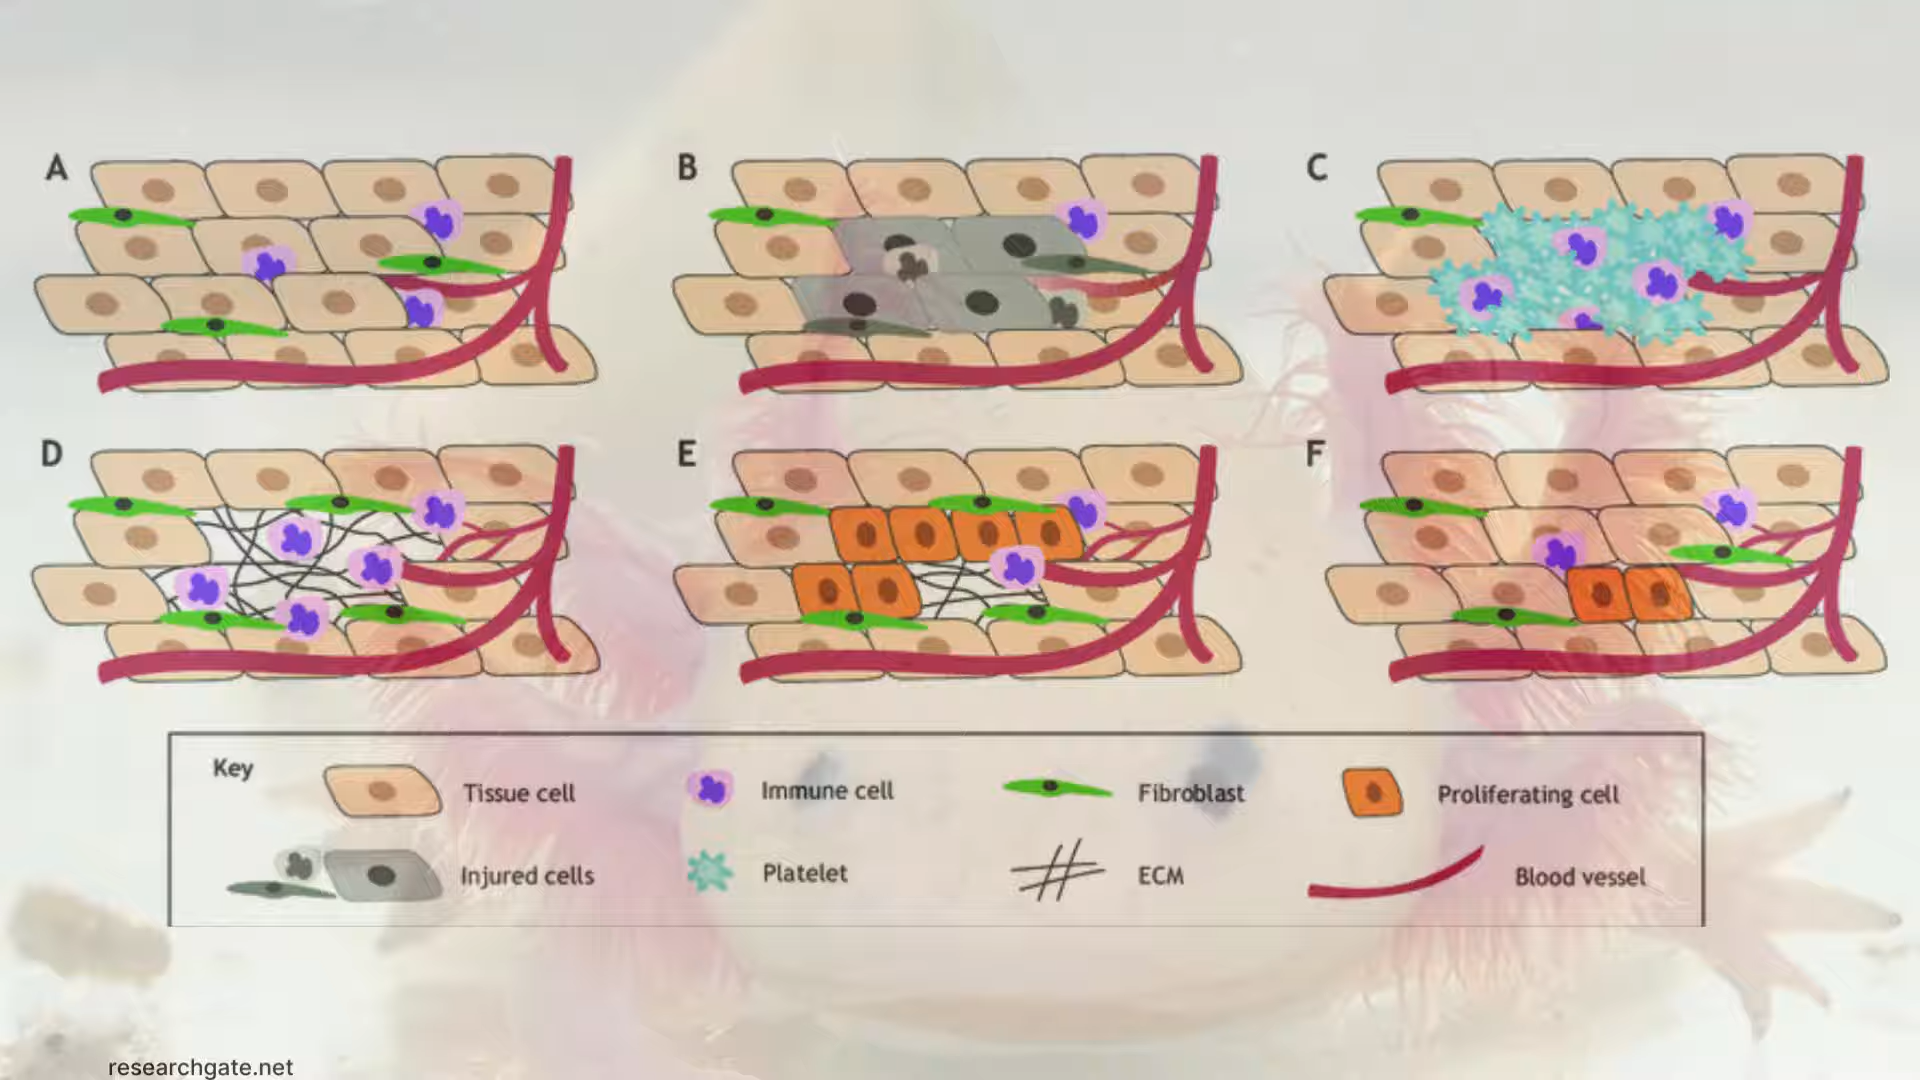 A
B
C
D
E
F
Key
Tissue cell
Immune cell
Fibroblast
Proliferating cell
Injured cells
Platelet
ECM
Blood vessel
researchgate.net